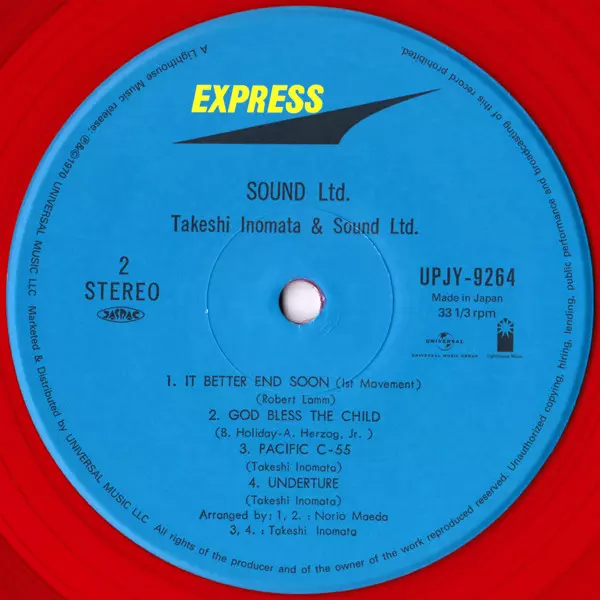 EXPRESS
SOUND Ltd.
Takeshi Inomata & Sound Ltd.
2
STEREO
JASRAC
UPJY-9264
Made in Japan
33 1/3 rpm
UNIVERSAL
UNIVERSAL MUSIC GROUP
Lighthouse Music
1. IT BETTER END SOON (1st Movement)
(Robert Lamm)
2. GOD BLESS THE CHILD
(B. Holiday-A. Herzog, Jr. )
3. PACIFIC C-55
(Takeshi Inomata)
4. UNDERTURE
(Takeshi Inomata)
Arranged by: 1, 2. : Norio Maeda
3, 4. : Takeshi Inomata
A Lighthouse Music release; ℗&©1970 UNIVERSAL MUSIC LLC Marketed & Distributed by UNIVERSAL MUSIC LLC All rights of the producer and of the owner of the work reproduced reserved. Unauthorized copying, hiring, lending, public performance and broadcasting of this record prohibited.